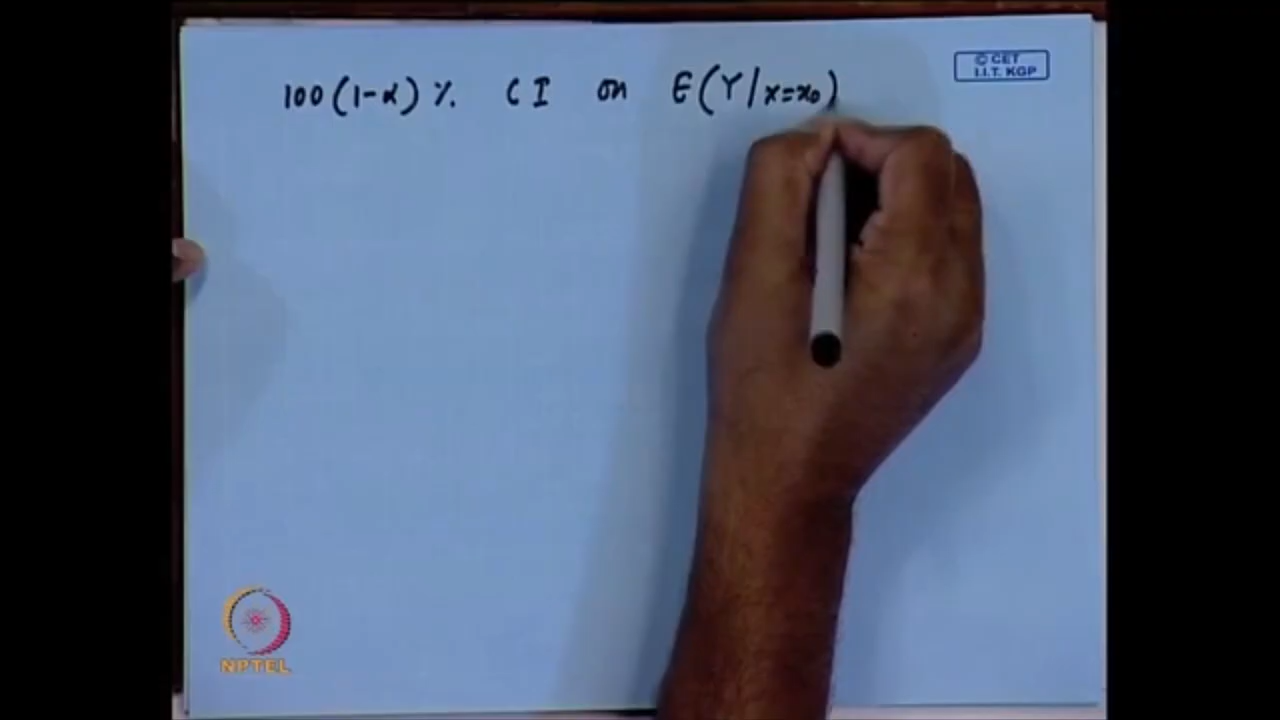 100 (1-α) % CI on E(Y/x=x₀)
© CET
I.I.T. KGP
NPTEL